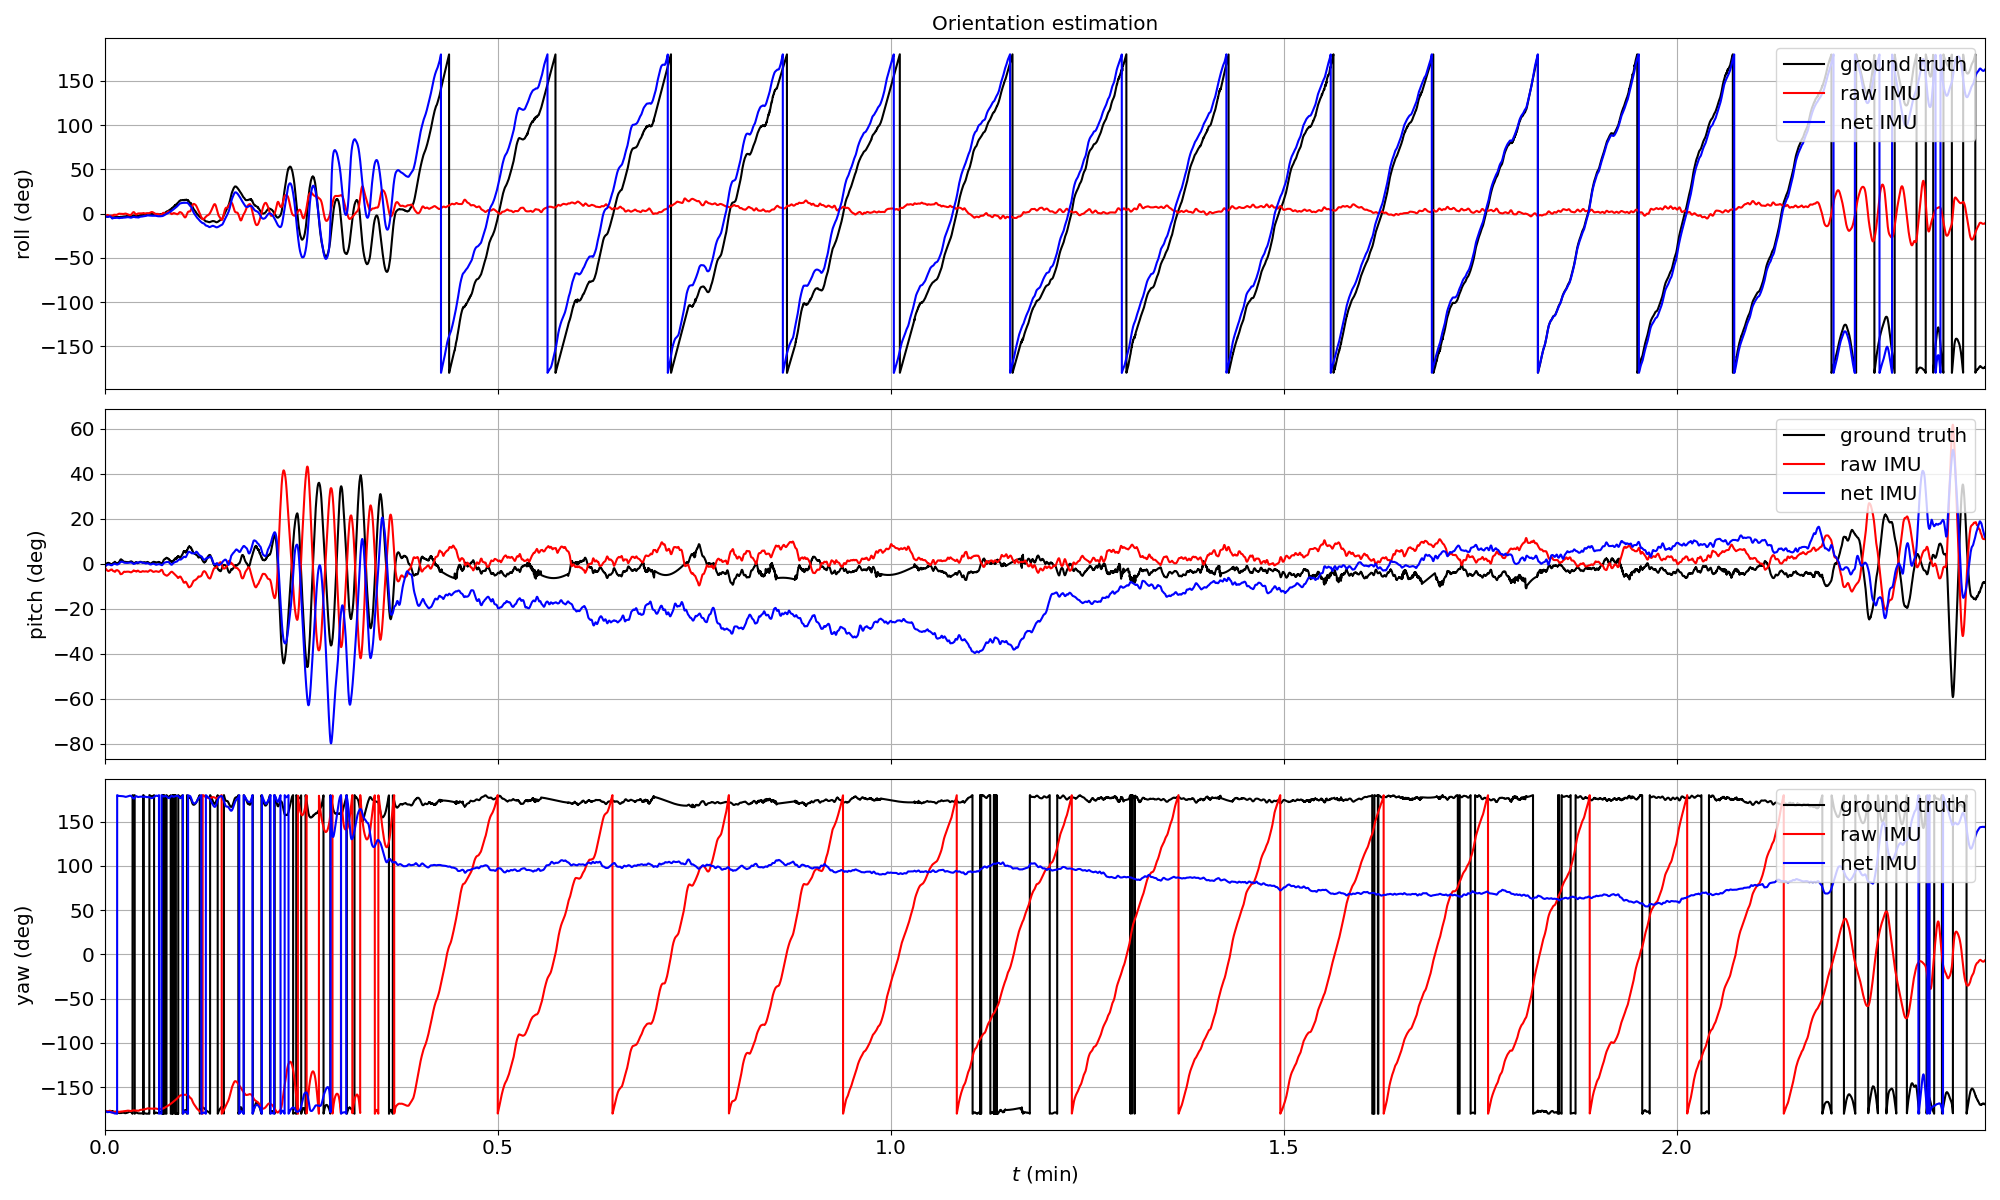 Orientation estimation
150
100
50
0
−50
−100
−150
roll (deg)
ground truth
raw IMU
net IMU
60
40
20
0
−20
−40
−60
−80
pitch (deg)
ground truth
raw IMU
net IMU
150
100
50
0
−50
−100
−150
yaw (deg)
ground truth
raw IMU
net IMU
0.0 0.5 1.0 1.5 2.0
t (min)